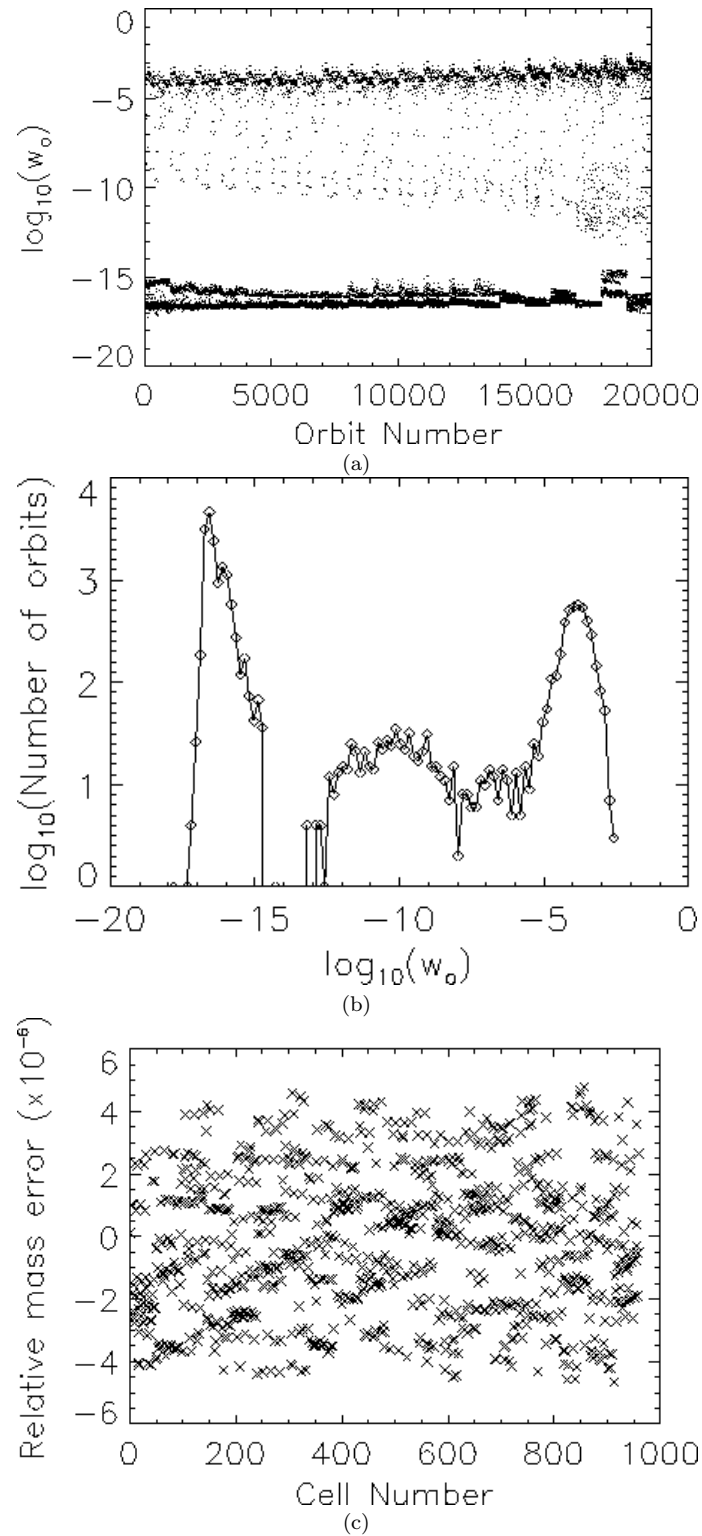 0
−5
−10
−15
−20
log₁₀(wₒ)
0 5000 10000 15000 20000
Orbit Number
(a)
4
3
2
1
0
log₁₀(Number of orbits)
−20 −15 −10 −5 0
log₁₀(wₒ)
(b)
6
4
2
0
−2
−4
−6
Relative mass error (x10⁻⁶)
0 200 400 600 800 1000
Cell Number
(c)